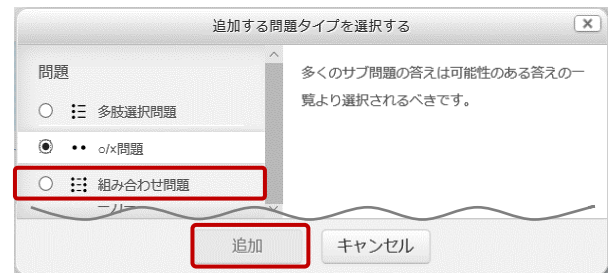 追加する問題タイプを選択する
問題
多肢選択問題
o/x問題
組み合わせ問題
多くのサブ問題の答えは可能性のある答えの一
覧より選択されるべきです。
追加
キャンセル